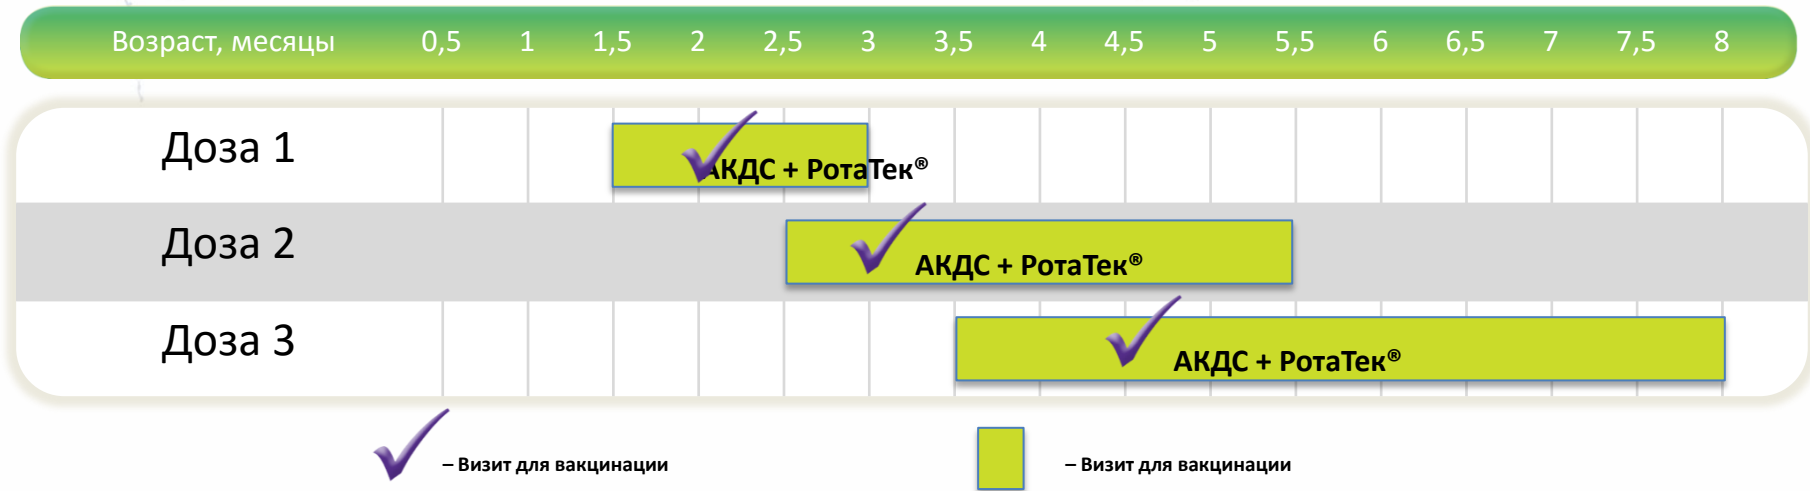 Возраст, месяцы 0,5 1 1,5 2 2,5 3 3,5 4 4,5 5 5,5 6 6,5 7 7,5 8
Доза 1
АКДС + РотаТек®
Доза 2
АКДС + РотаТек®
Доза 3
АКДС + РотаТек®
– Визит для вакцинации
– Визит для вакцинации